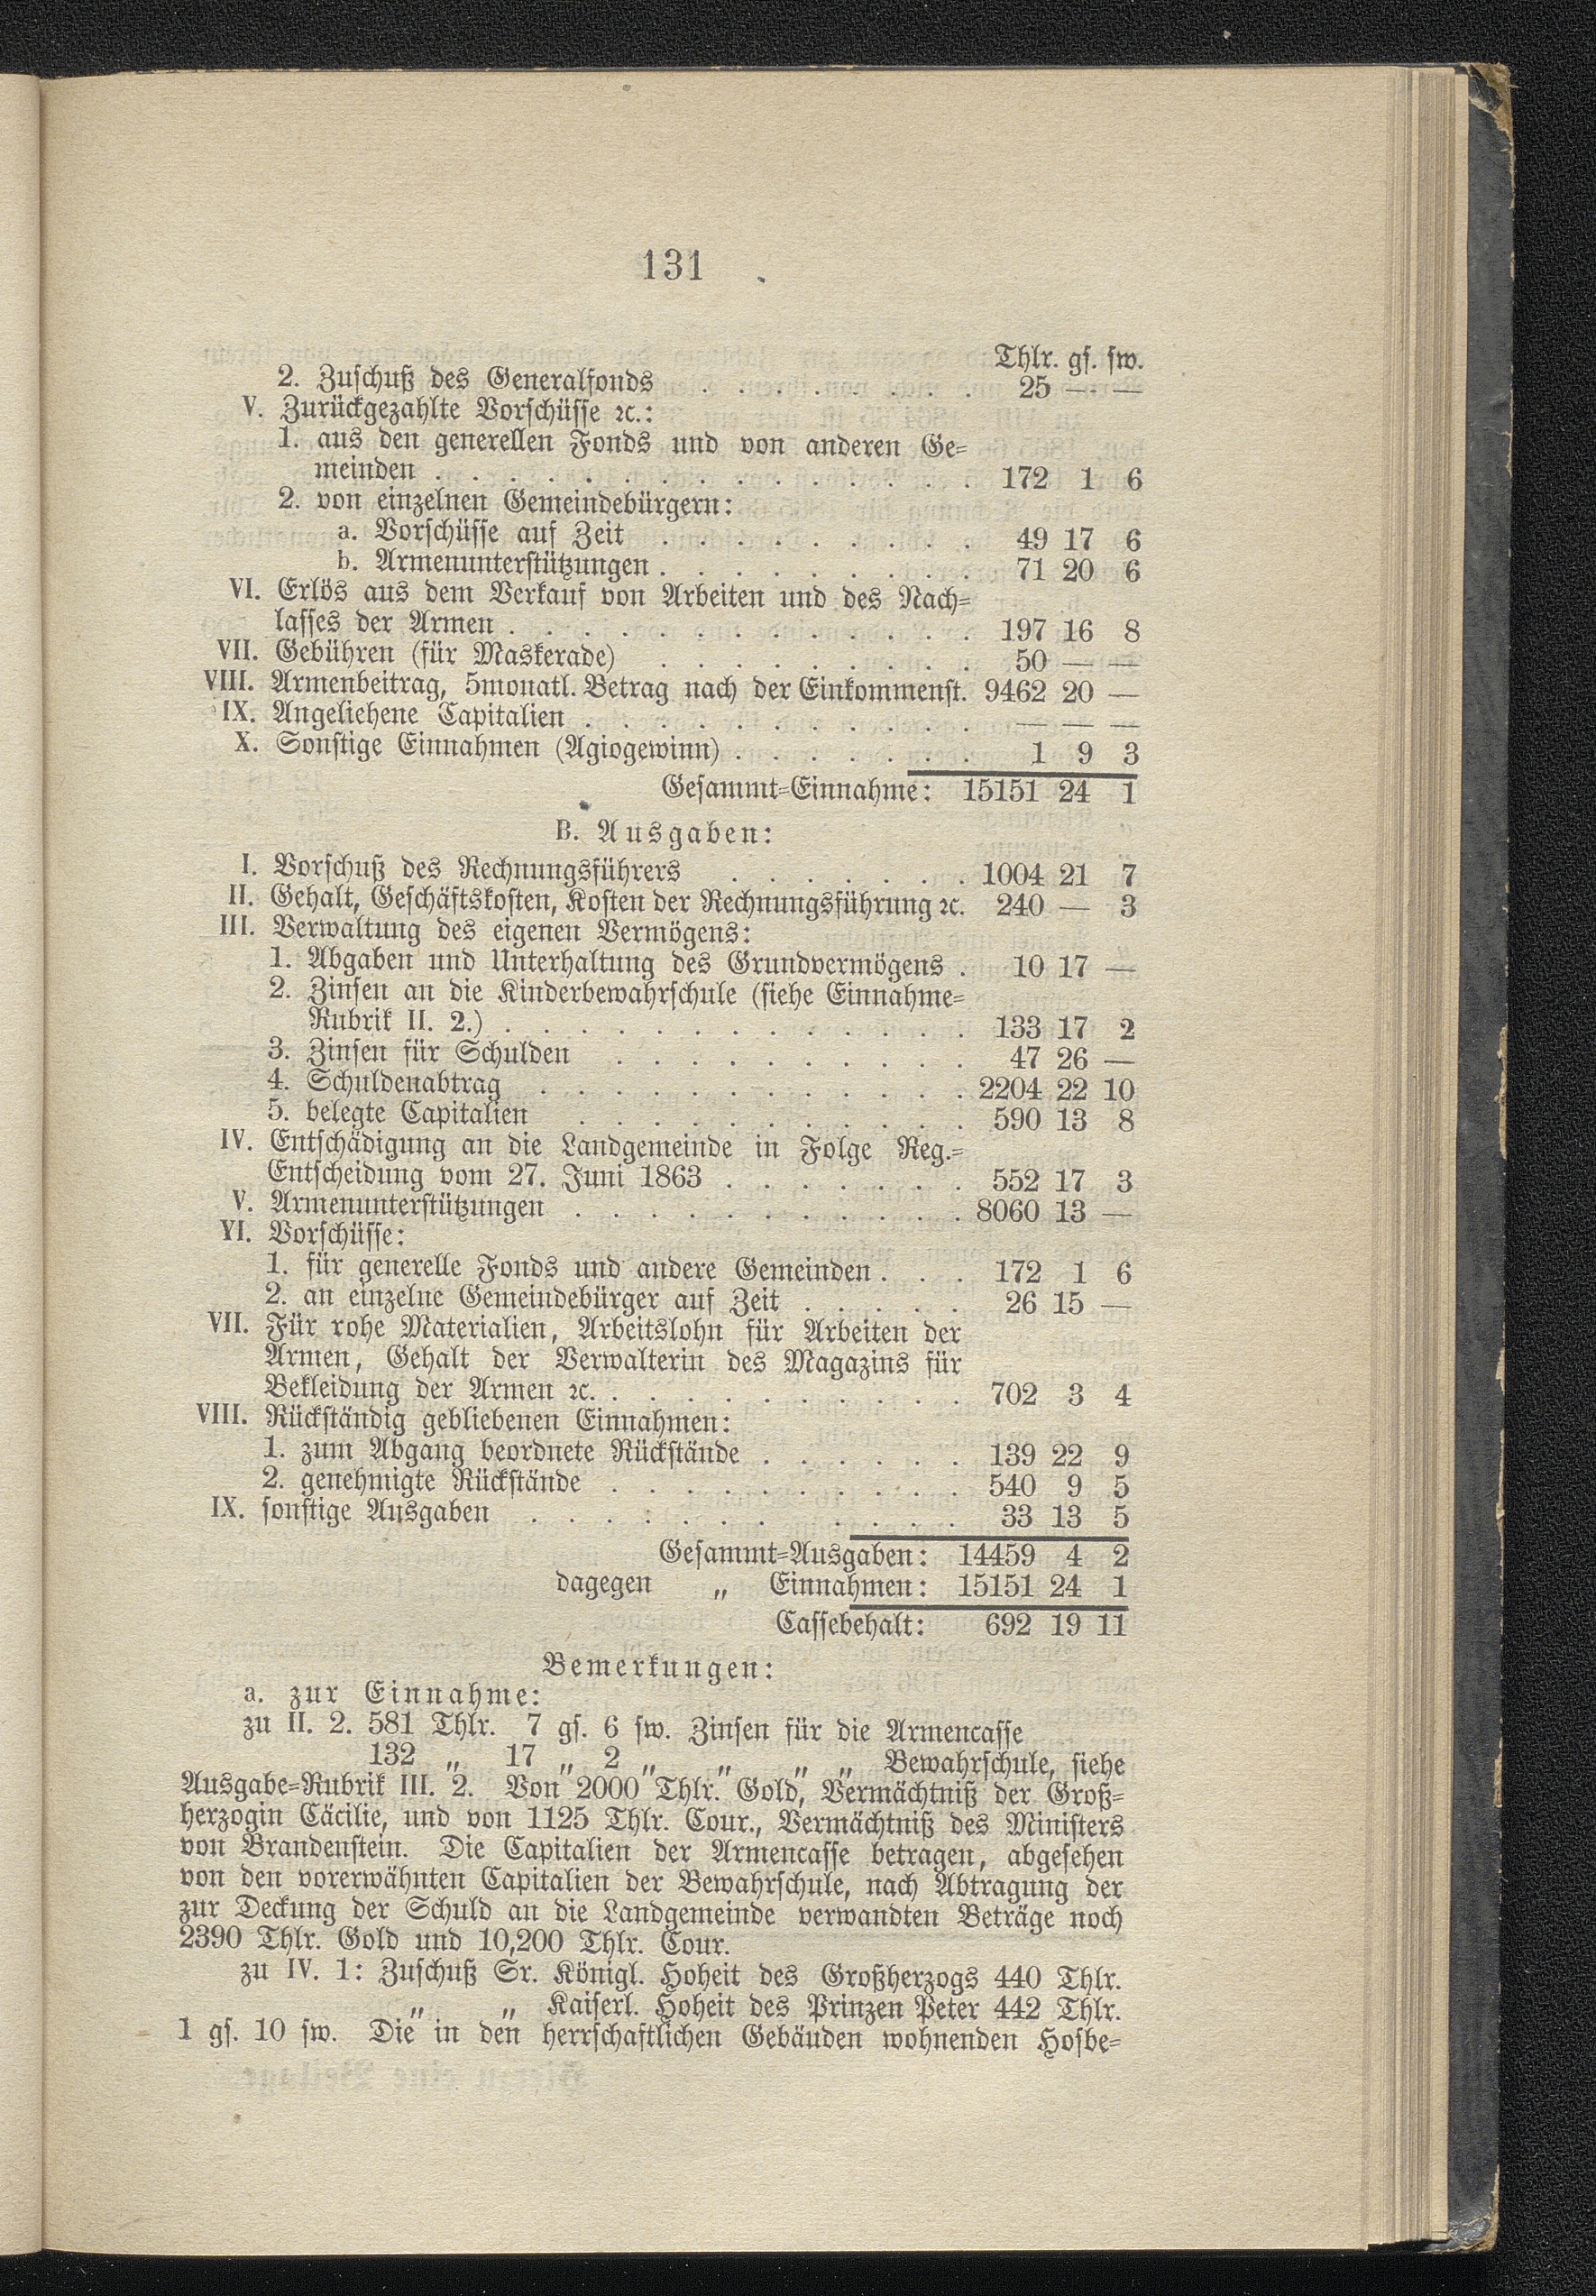 131
Thlr. gs. sw.
2. Zuschuß des Generalfonds . . . . . . . . 25 — —
V. Zurückgezahlte Vorschüsse ꝛc.:
1. aus den generellen Fonds und von anderen Ge-
meinden . . . . . . . . . . . . . . 172 1 6
2. von einzelnen Gemeindebürgern:
a. Vorschüsse auf Zeit . . . . . . . . . 49 17 6
b. Armenunterstützungen . . . . . . . . . 71 20 6
VI. Erlös aus dem Verkauf von Arbeiten und des Nach-
lasses der Armen . . . . . . . . . . . . . 197 16 8
VII. Gebühren (für Maskerade) . . . . . . . . . 50 — —
VIII. Armenbeitrag, 5monatl. Betrag nach der Einkommenst. 9462 20 —
IX. Angeliehene Capitalien . . . . . . . . . . . — — —
X. Sonstige Einnahmen (Agiogewinn) . . . . . . . 1 9 3
Gesammt-Einnahme: 15151 24 1
B. Ausgaben:
I. Vorschuß des Rechnungsführers . . . . . . . 1004 21 7
II. Gehalt, Geschäftskosten, Kosten der Rechnungsführung ꝛc. 240 — 3
III. Verwaltung des eigenen Vermögens:
1. Abgaben und Unterhaltung des Grundvermögens . 10 17 —
2. Zinsen an die Kinderbewahrschule (siehe Einnahme-
Rubrik II. 2.) . . . . . . . . . . . . . 133 17 2
3. Zinsen für Schulden . . . . . . . . . . 47 26 —
4. Schuldenabtrag . . . . . . . . . . . . 2204 22 10
5. belegte Capitalien . . . . . . . . . . . 590 13 8
IV. Entschädigung an die Landgemeinde in Folge Reg.-
Entscheidung vom 27. Juni 1863 . . . . . . . 552 17 3
V. Armenunterstützungen . . . . . . . . . . . 8060 13 —
VI. Vorschüsse:
1. für generelle Fonds und andere Gemeinden . . . 172 1 6
2. an einzelne Gemeindebürger auf Zeit . . . . . 26 15 —
VII. Für rohe Materialien, Arbeitslohn für Arbeiten der
Armen, Gehalt der Verwalterin des Magazins für
Bekleidung der Armen ꝛc. . . . . . . . . . . 702 3 4
VIII. Rückständig gebliebenen Einnahmen:
1. zum Abgang beordnete Rückstände . . . . . . 139 22 9
2. genehmigte Rückstände . . . . . . . . . . 540 9 5
IX. sonstige Ausgaben . . . . . . . . . . . . 33 13 5
Gesammt-Ausgaben: 14459 4 2
dagegen „ Einnahmen: 15151 24 1
Cassebehalt: 692 19 11
Bemerkungen:
a. zur Einnahme:
zu II. 2. 581 Thlr. 7 gs. 6 sw. Zinsen für die Armencasse
132 „ 17 „ 2 „ „ „ „ Bewahrschule, siehe
Ausgabe-Rubrik III. 2. Von 2000 Thlr. Gold, Vermächtniß der Groß-
herzogin Cäcilie, und von 1125 Thlr. Cour., Vermächtniß des Ministers
von Brandenstein. Die Capitalien der Armencasse betragen, abgesehen
von den vorerwähnten Capitalien der Bewahrschule, nach Abtragung der
zur Deckung der Schuld an die Landgemeinde verwandten Beträge noch
2390 Thlr. Gold und 10,200 Thlr. Cour.
zu IV. 1: Zuschuß Sr. Königl. Hoheit des Großherzogs 440 Thlr.
„ „ Kaiserl. Hoheit des Prinzen Peter 442 Thlr.
1 gs. 10 sw. Die in den herrschaftlichen Gebäuden wohnenden Hofbe-